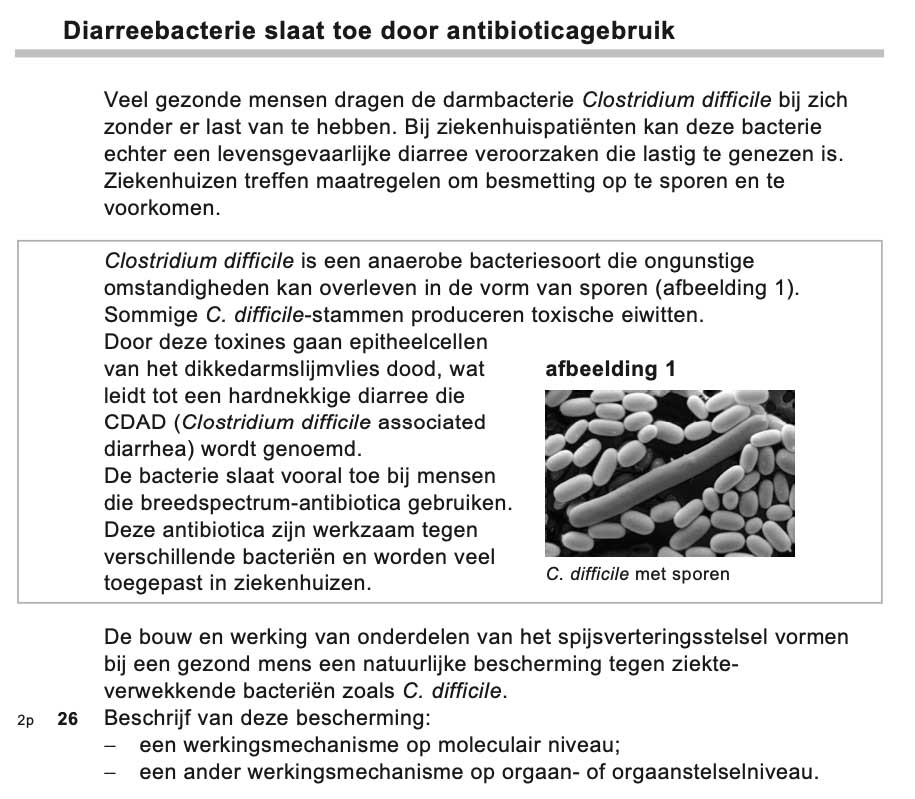 Diarreebacterie slaat toe door antibioticagebruik
Veel gezonde mensen dragen de darmbacterie Clostridium difficile bij zich
zonder er last van te hebben. Bij ziekenhuispatiënten kan deze bacterie
echter een levensgevaarlijke diarree veroorzaken die lastig te genezen is.
Ziekenhuizen treffen maatregelen om besmetting op te sporen en te
voorkomen.
Clostridium difficile is een anaerobe bacteriesoort die ongunstige
omstandigheden kan overleven in de vorm van sporen (afbeelding 1).
Sommige C. difficile-stammen produceren toxische eiwitten.
Door deze toxines gaan epitheelcellen
van het dikkedarmslijmvlies dood, wat
leidt tot een hardnekkige diarree die
CDAD (Clostridium difficile associated
diarrhea) wordt genoemd.
De bacterie slaat vooral toe bij mensen
die breedspectrum-antibiotica gebruiken.
Deze antibiotica zijn werkzaam tegen
verschillende bacteriën en worden veel
toegepast in ziekenhuizen.
afbeelding 1
C. difficile met sporen
De bouw en werking van onderdelen van het spijsverteringsstelsel vormen
bij een gezond mens een natuurlijke bescherming tegen ziekte-
verwekkende bacteriën zoals C. difficile.
2p 26 Beschrijf van deze bescherming:
– een werkingsmechanisme op moleculair niveau;
– een ander werkingsmechanisme op orgaan- of orgaanstelselniveau.